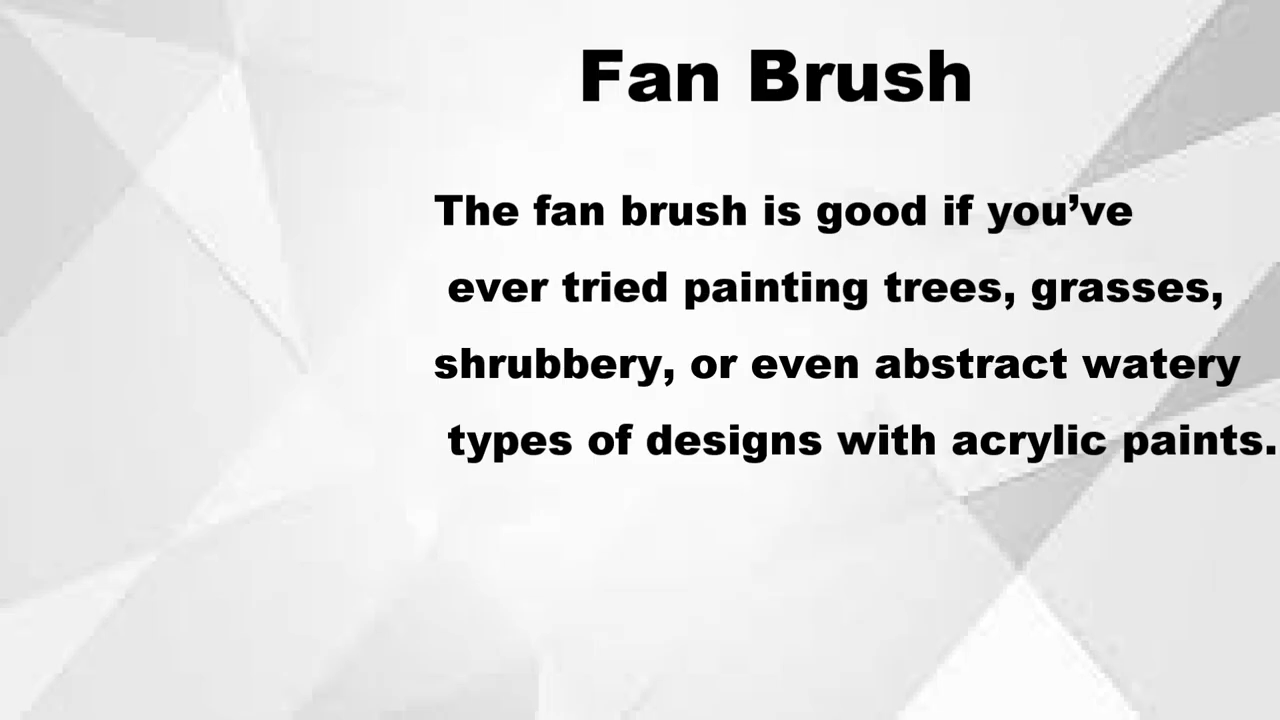 Fan Brush
The fan brush is good if you’ve
ever tried painting trees, grasses,
shrubbery, or even abstract watery
types of designs with acrylic paints.